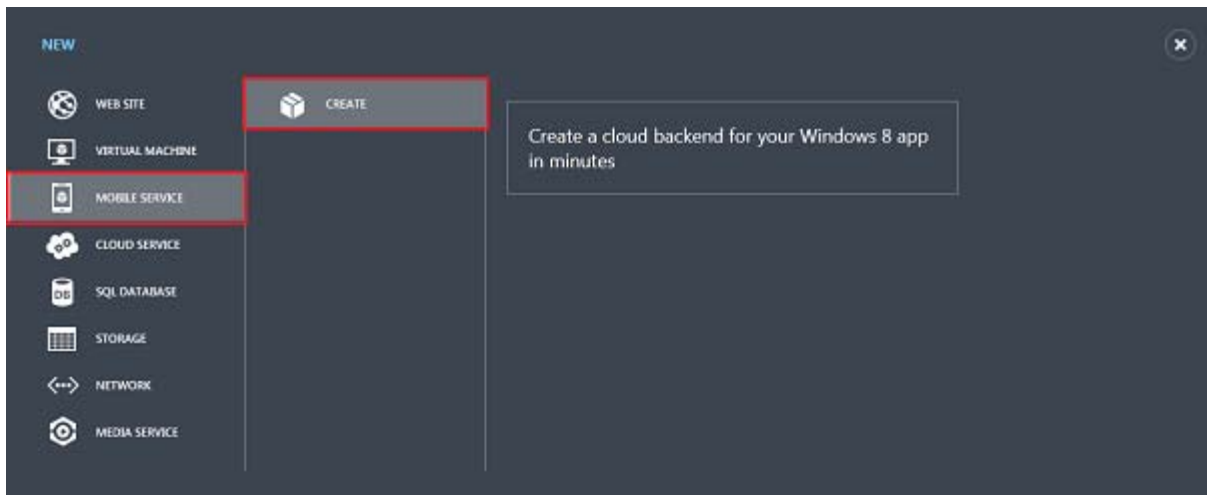 NEW
WEB SITE
VIRTUAL MACHINE
MOBILE SERVICE
CLOUD SERVICE
DB
SQL DATABASE
STORAGE
NETWORK
MEDIA SERVICE
CREATE
Create a cloud backend for your Windows 8 app
in minutes